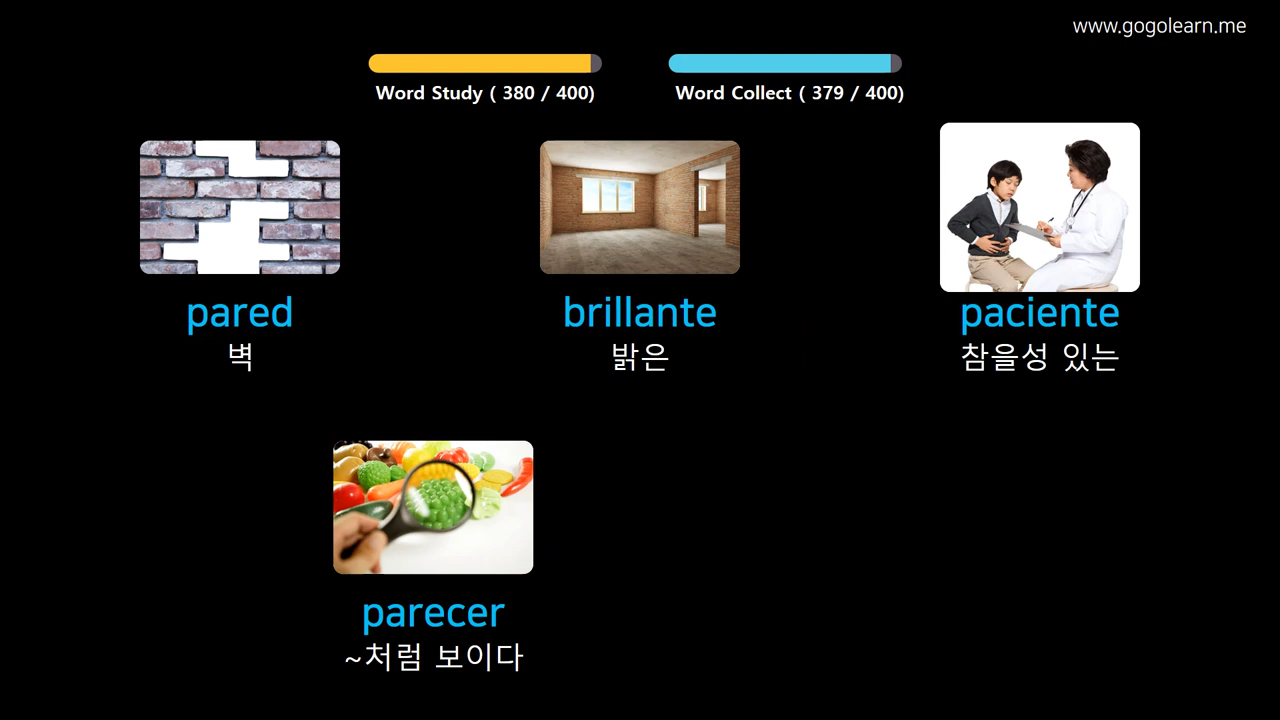 www.gogolearn.me
Word Study ( 380 / 400)
Word Collect ( 379 / 400)
pared
벽
brillante
밝은
paciente
참을성 있는
parecer
~처럼 보이다